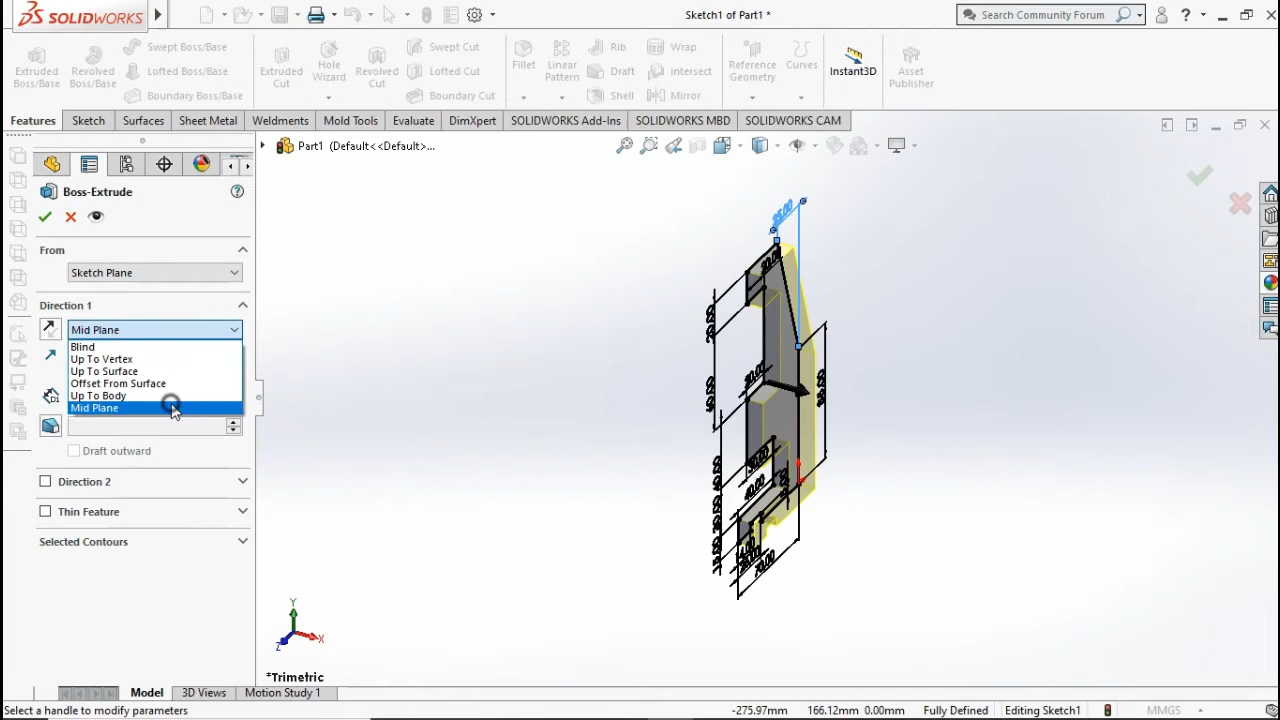 SOLIDWORKS
Sketch1 of Part1 *
Search Community Forum
Extruded Boss/Base
Revolved Boss/Base
Swept Boss/Base
Lofted Boss/Base
Boundary Boss/Base
Extruded Cut
Hole Wizard
Revolved Cut
Swept Cut
Lofted Cut
Boundary Cut
Fillet
Linear Pattern
Rib
Draft
Shell
Wrap
Intersect
Mirror
Reference Geometry
Curves
Instant3D
Asset Publisher
Features
Sketch
Surfaces
Sheet Metal
Weldments
Mold Tools
Evaluate
DimXpert
SOLIDWORKS Add-Ins
SOLIDWORKS MBD
SOLIDWORKS CAM
Part1 (Default<<Default>...
Boss-Extrude
From
Sketch Plane
Direction 1
Mid Plane
Blind
Up To Vertex
Up To Surface
Offset From Surface
Up To Body
Mid Plane
Draft outward
Direction 2
Thin Feature
Selected Contours
40.00
70.00
Y
X
Z
*Trimetric
Model
3D Views
Motion Study 1
Select a handle to modify parameters
-275.97mm
166.12mm 0.00mm
Fully Defined
Editing Sketch1
MMGS